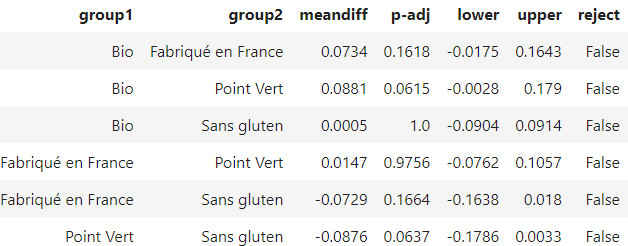 group1 group2 meandiff p-adj lower upper reject
Bio Fabriqué en France 0.0734 0.1618 -0.0175 0.1643 False
Bio Point Vert 0.0881 0.0615 -0.0028 0.179 False
Bio Sans gluten 0.0005 1.0 -0.0904 0.0914 False
Fabriqué en France Point Vert 0.0147 0.9756 -0.0762 0.1057 False
Fabriqué en France Sans gluten -0.0729 0.1664 -0.1638 0.018 False
Point Vert Sans gluten -0.0876 0.0637 -0.1786 0.0033 False